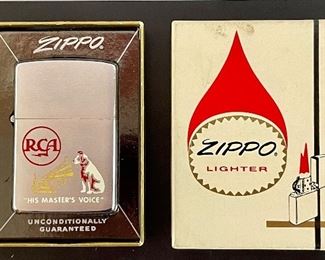 ZIPPO
RCA
"HIS MASTER'S VOICE"
UNCONDITIONALLY
GUARANTEED
ZIPPO
LIGHTER